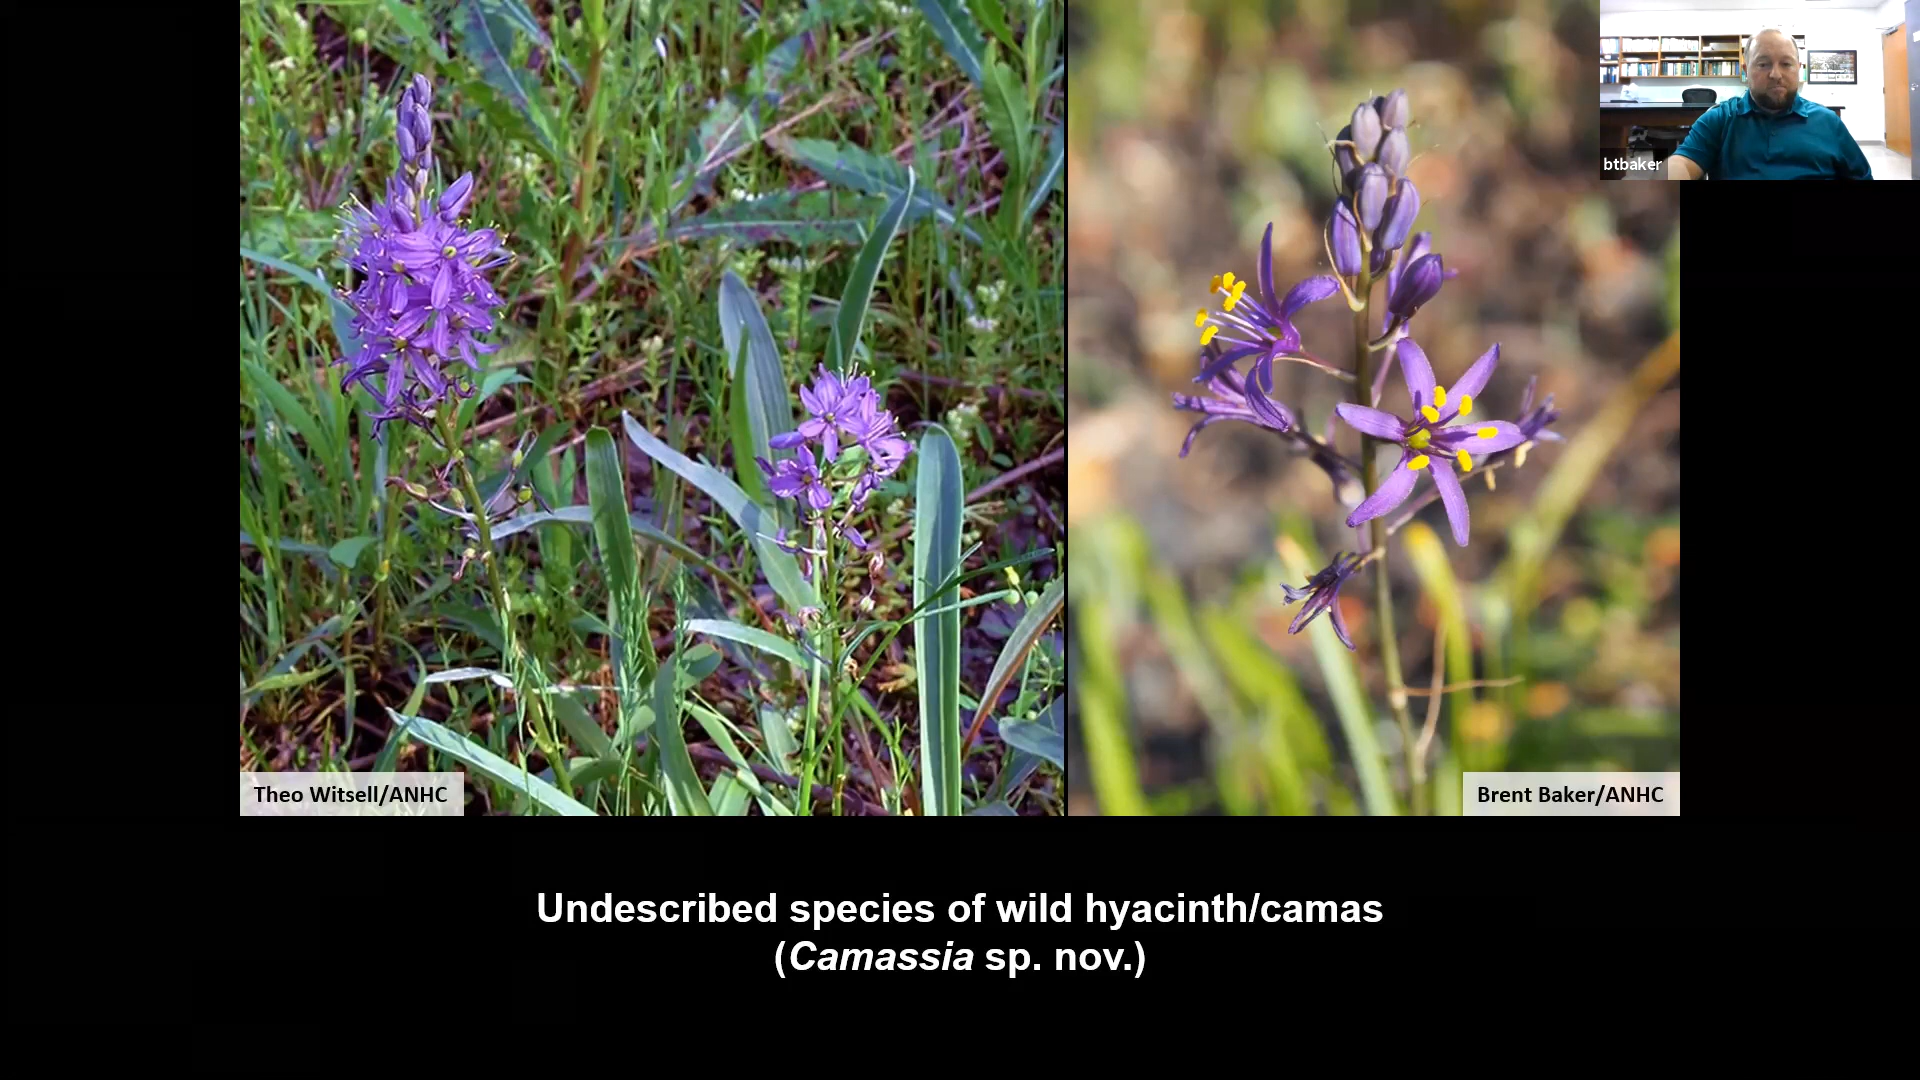 btbaker
Theo Witsell/ANHC
Brent Baker/ANHC
Undescribed species of wild hyacinth/camas
(Camassia sp. nov.)